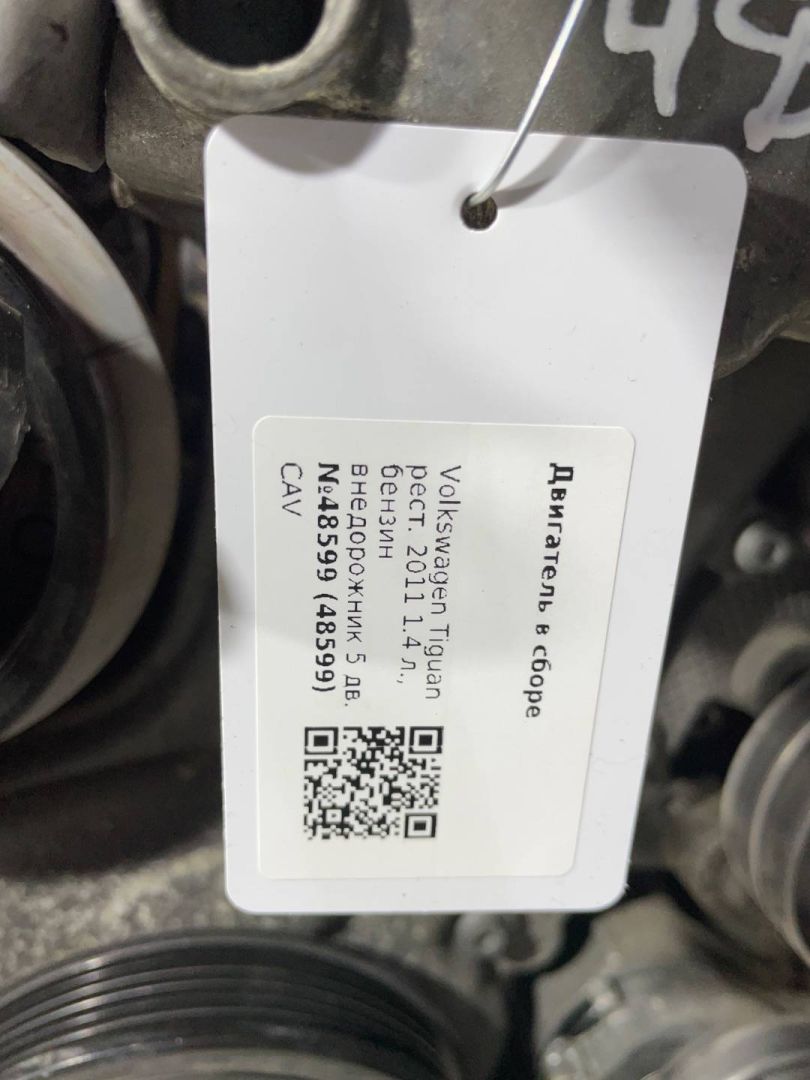 Двигатель в сборе
Volkswagen Tiguan
рест. 2011 1.4 л.,
бензин
внедорожник 5 дв.
№48599 (48599)
CAV